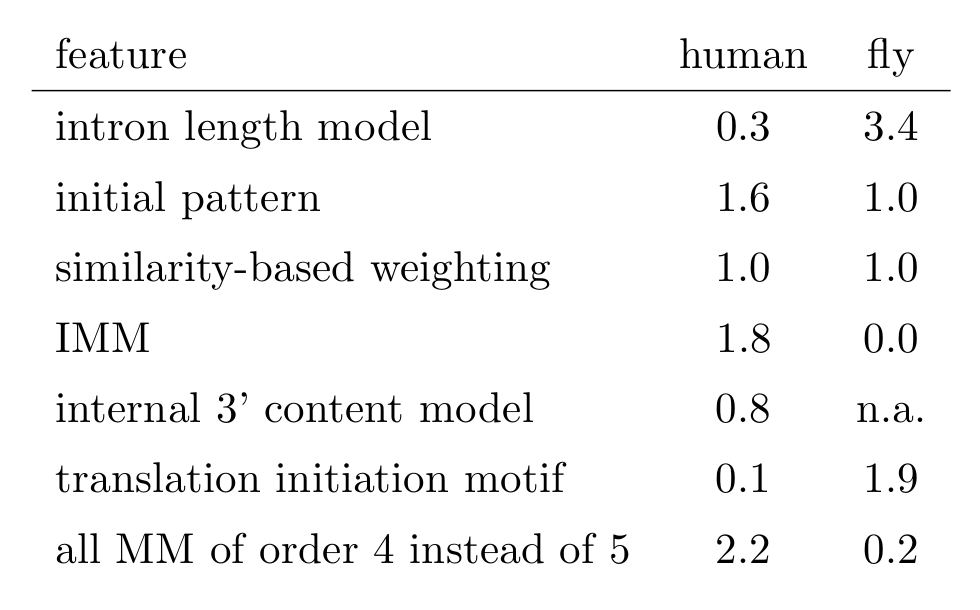 feature human fly
intron length model 0.3 3.4
initial pattern 1.6 1.0
similarity-based weighting 1.0 1.0
IMM 1.8 0.0
internal 3’ content model 0.8 n.a.
translation initiation motif 0.1 1.9
all MM of order 4 instead of 5 2.2 0.2